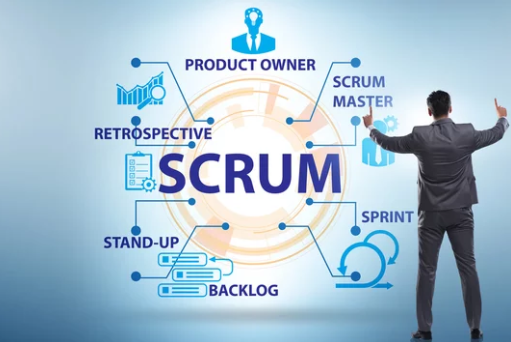 PRODUCT OWNER
SCRUM
MASTER
RETROSPECTIVE
SCRUM
SPRINT
STAND-UP
BACKLOG